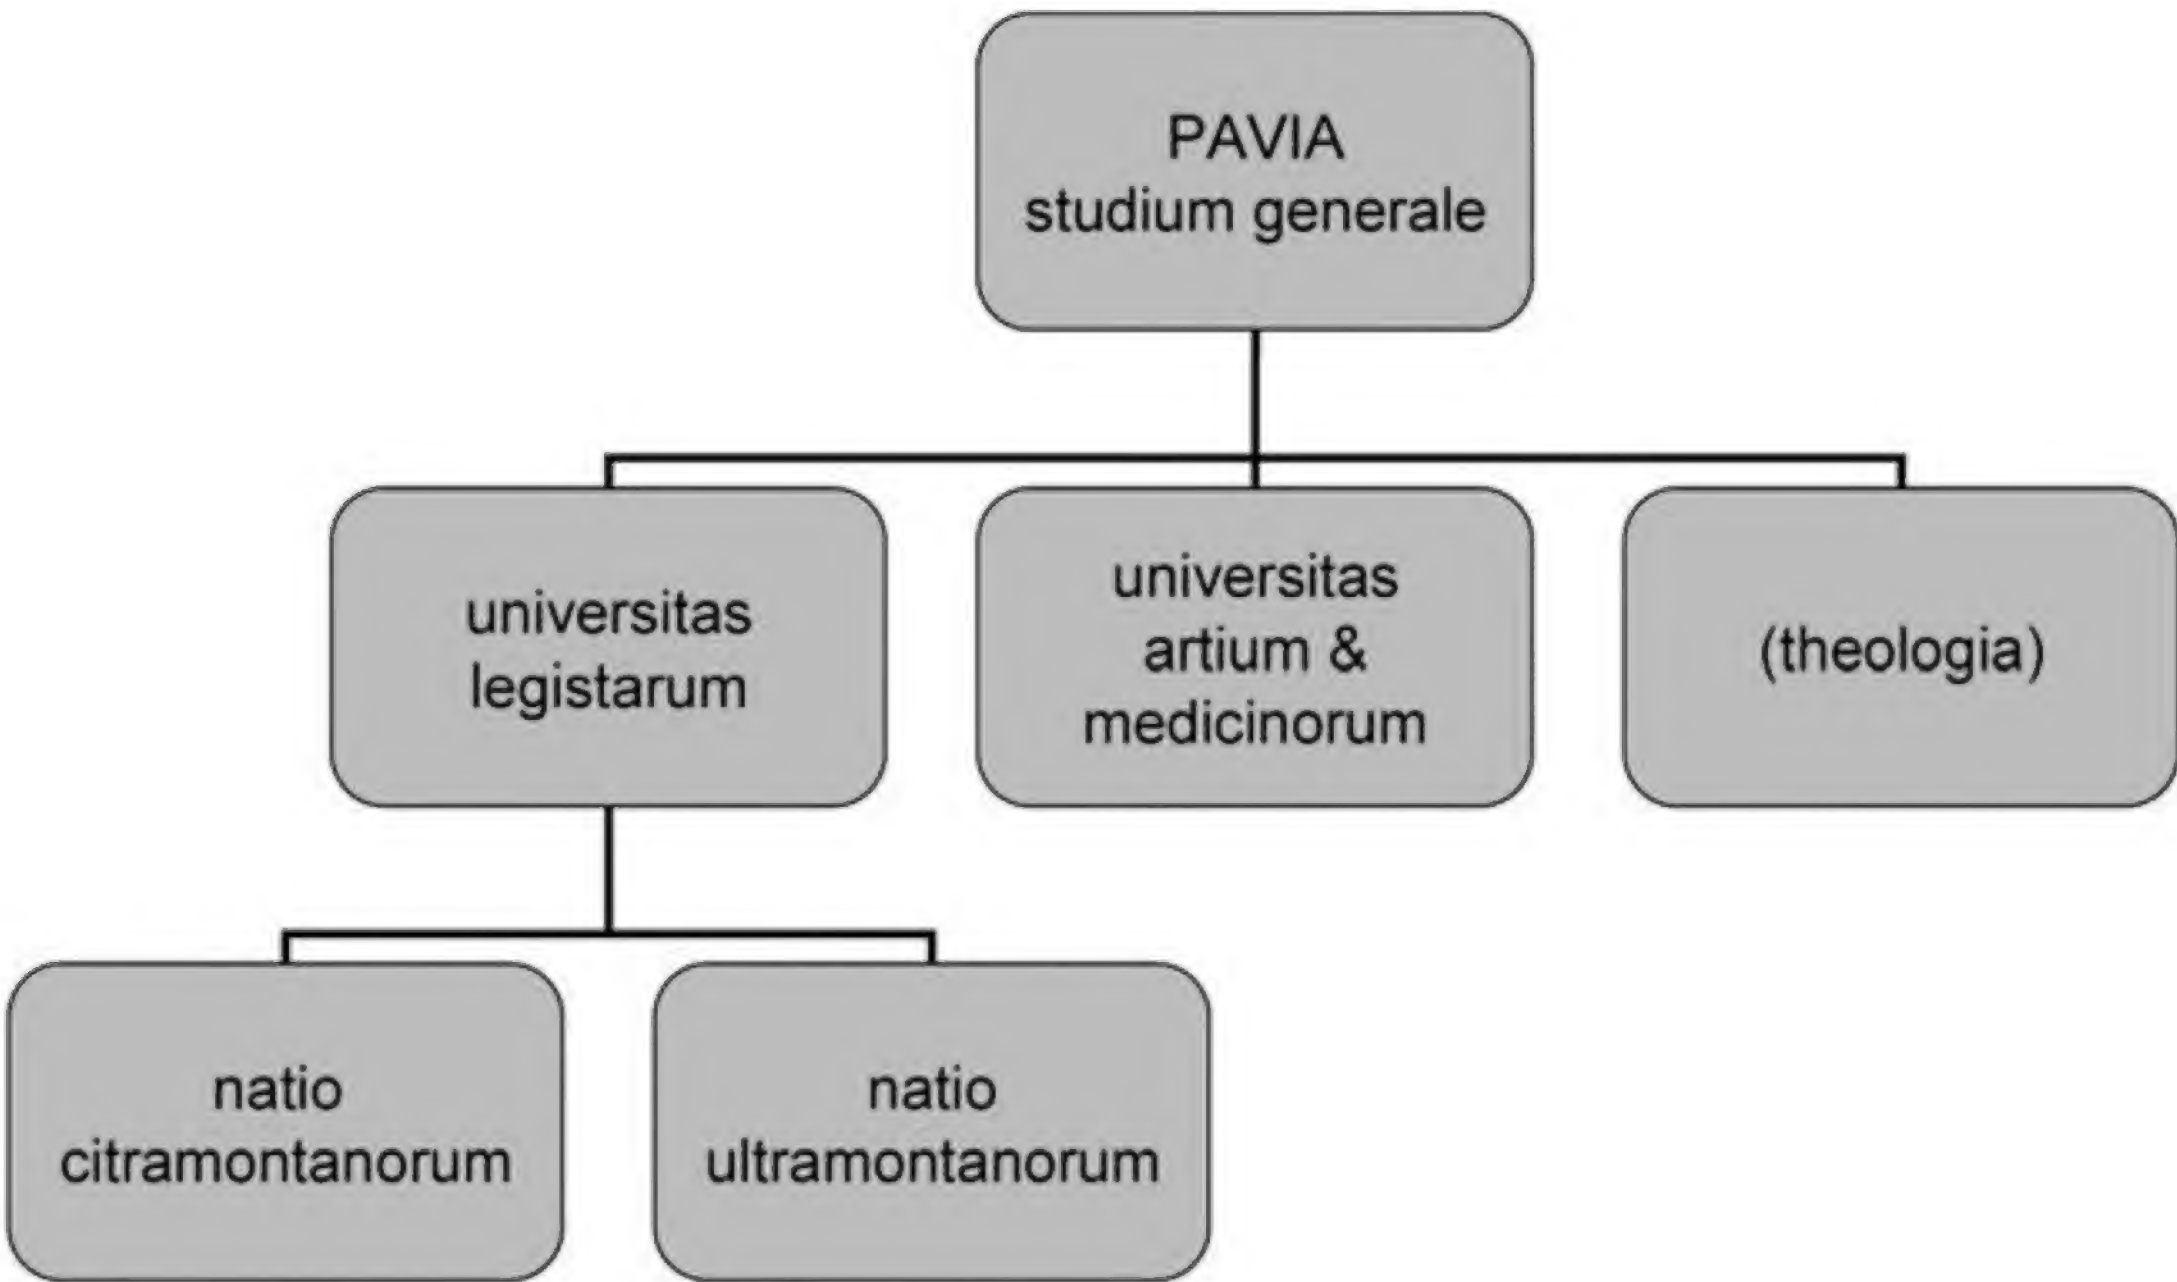 PAVIA
studium generale
universitas
legistarum
universitas
artium &
medicinorum
(theologia)
natio
citramontanorum
natio
ultramontanorum